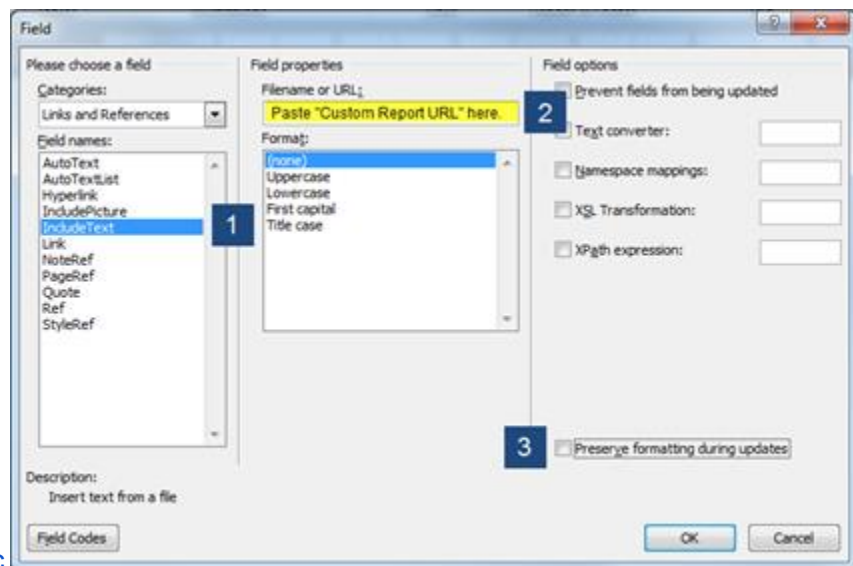 Field
Please choose a field
Categories:
Links and References
Field names:
AutoText
AutoTextList
Hyperlink
IncludePicture
IncludeText
Link
NoteRef
PageRef
Quote
Ref
StyleRef
1
Description:
Insert text from a file
Field Codes
Field properties
Filename or URL:
Paste "Custom Report URL" here.
2
Format:
(none)
Uppercase
Lowercase
First capital
Title case
Field options
Prevent fields from being updated
Text converter:
Namespace mappings:
XSL Transformation:
XPath expression:
3
Preserve formatting during updates
OK
Cancel
c